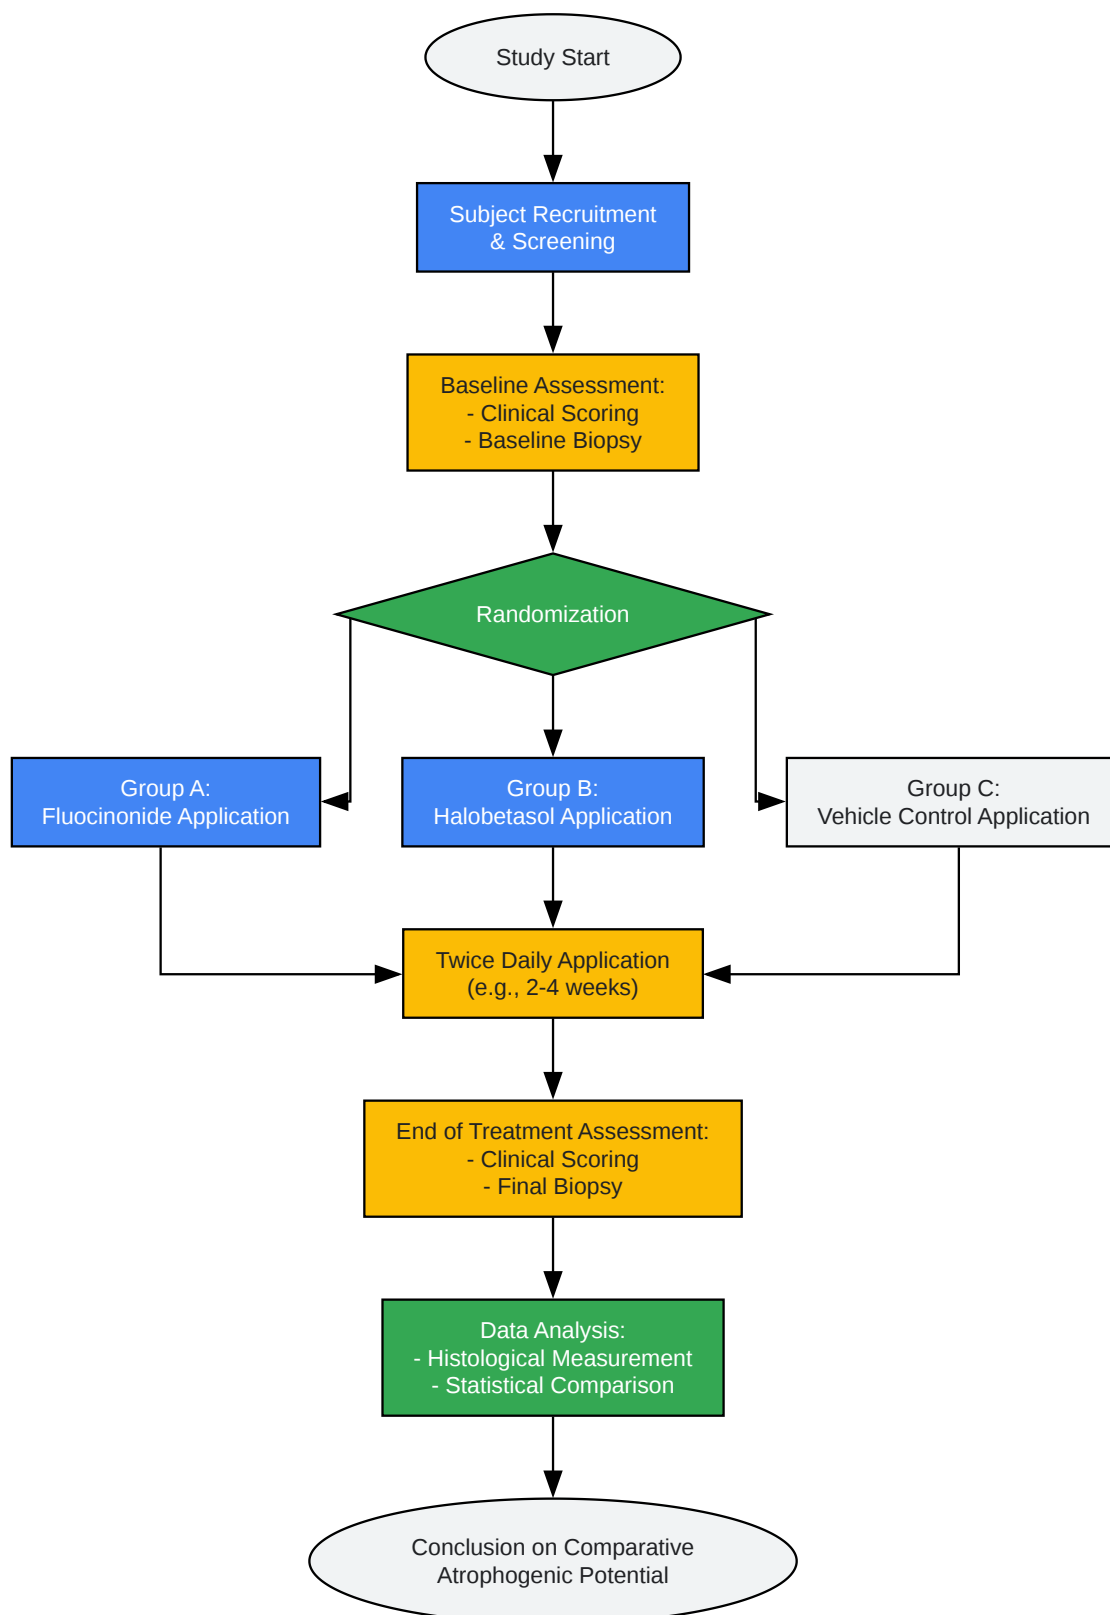 Study Start
Subject Recruitment
& Screening
Baseline Assessment:
- Clinical Scoring
- Baseline Biopsy
Randomization
Group A:
Fluocinonide Application
Group B:
Halobetasol Application
Group C:
Vehicle Control Application
Twice Daily Application
(e.g., 2-4 weeks)
End of Treatment Assessment:
- Clinical Scoring
- Final Biopsy
Data Analysis:
- Histological Measurement
- Statistical Comparison
Conclusion on Comparative
Atrophogenic Potential